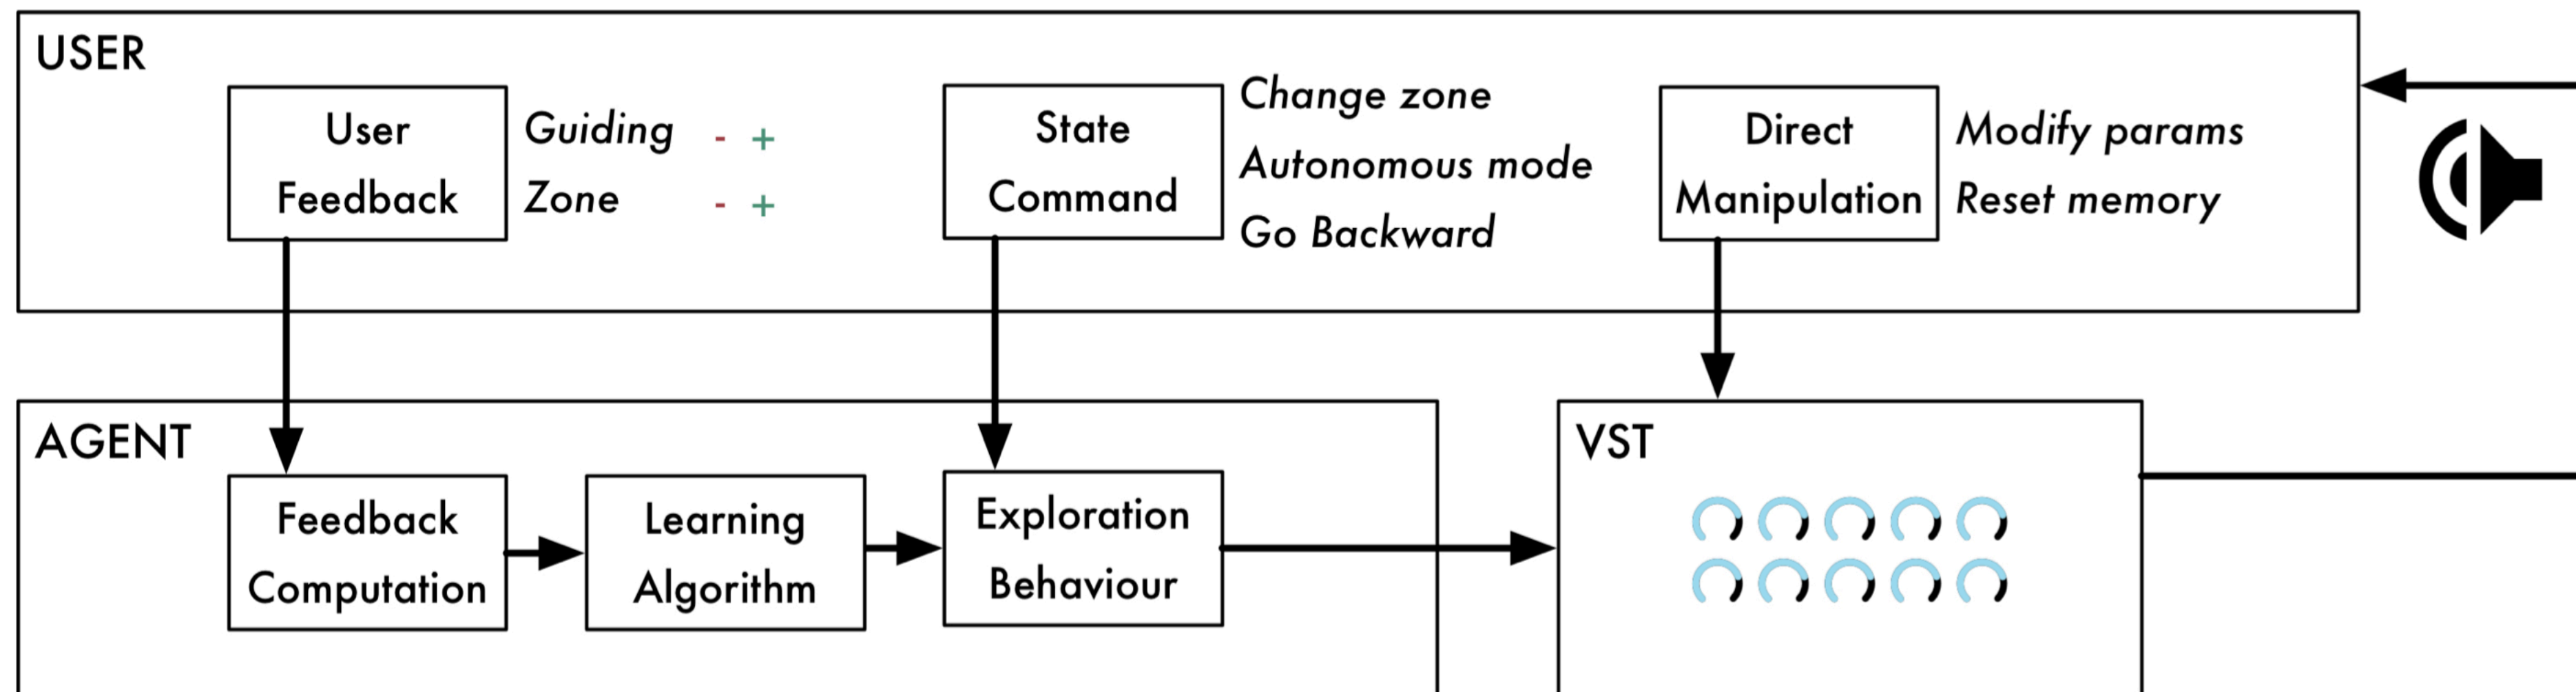 USER
User
Feedback
Guiding - +
Zone - +
State
Command
Change zone
Autonomous mode
Go Backward
Direct
Manipulation
Modify params
Reset memory
AGENT
Feedback
Computation
Learning
Algorithm
Exploration
Behaviour
VST